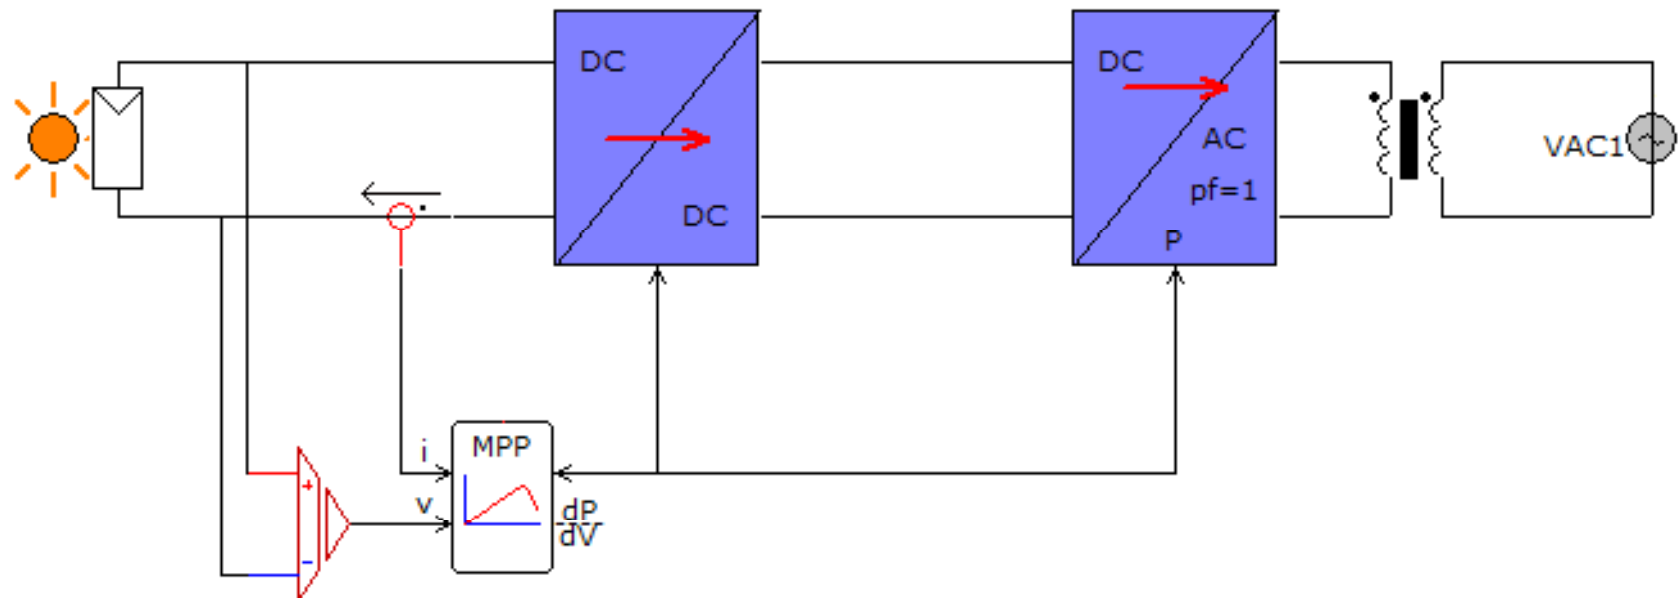 DC
DC
DC
AC
pf=1
P
VAC1
i
MPP
v
dP
dV
+
-